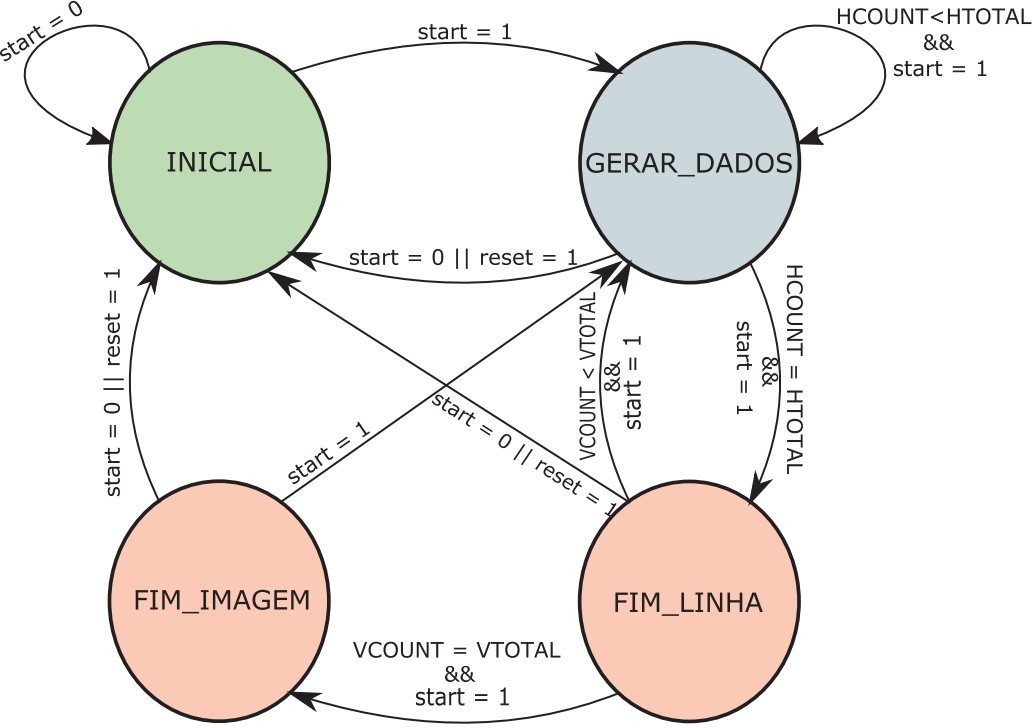 start = 0
start = 1
HCOUNT<HTOTAL
&&
start = 1
INICIAL
GERAR_DADOS
start = 0 || reset = 1
start = 0 || reset = 1
start = 1
start = 0 || reset = 1
VCOUNT < VTOTAL
&&
start = 1
HCOUNT = HTOTAL
&&
start = 1
FIM_IMAGEM
FIM_LINHA
VCOUNT = VTOTAL
&&
start = 1